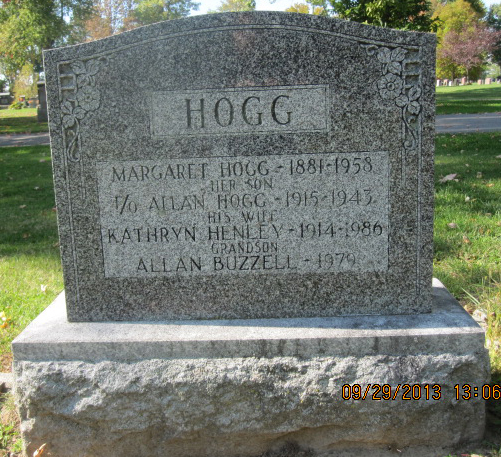 HOGG
MARGARET HOGG - 1881-1958
HER SON
F/O ALLAN HOGG - 1915-1943
HIS WIFE
KATHRYN HENLEY - 1914-1986
GRANDSON
ALLAN BUZZELL - 1979
09/29/2013 13:06